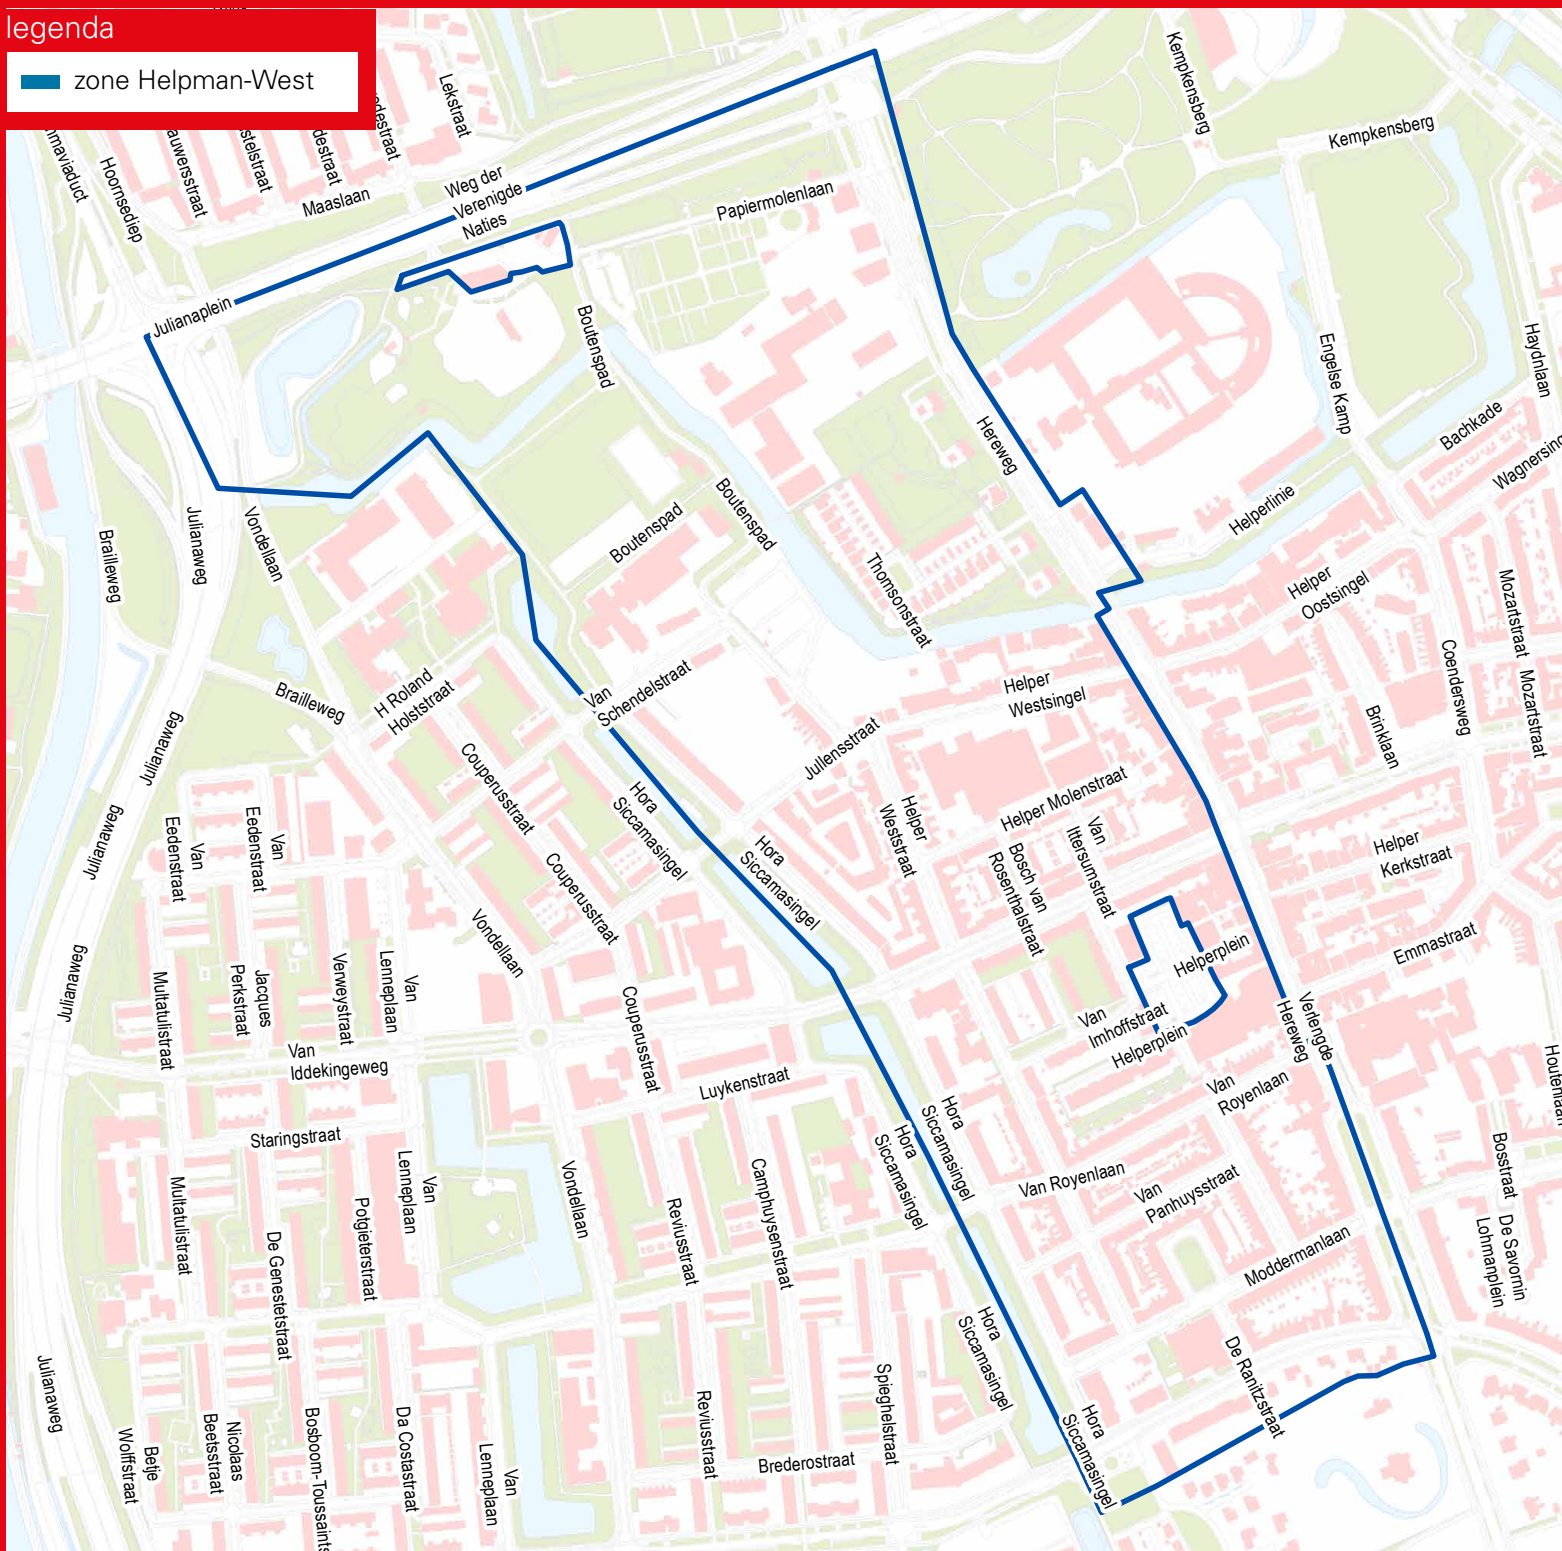 legenda
zone Helpman-West
Lekstraat
Hoornsediep
Maaslaan
Weg der
Verenigde
Naties
Papiermolenlaan
Kempkensberg
Kempkensberg
Julianaplein
Boutenspad
Hereweg
Engelse Kamp
Haydnlaan
Bachkade
Helperlinie
Brailleweg
Julianaweg
Vondellaan
Boutenspad
Boutenspad
Thomsonstraat
Helper
Oostsingel
Mozartstraat
Mozartstraat
Coendersweg
Brinklaan
Brailleweg
H Roland
Holststraat
Van
Schendelstraat
Helper
Westsingel
Julianaweg
Couperusstraat
Jullensstraat
Hora
Siccamasingel
Helper
Weststraat
Helper Molenstraat
Van
Ittersumstraat
Bosch van
Rosenthalstraat
Helper
Kerkstraat
Julianaweg
Van
Eedenstraat
Van
Eedenstraat
Couperusstraat
Hora
Siccamasingel
Vondellaan
Helperplein
Emmastraat
Julianaweg
Multatulistraat
Jacques
Perkstraat
Verweystraat
Van
Lenneplaan
Couperusstraat
Van
Imhoffstraat
Helperplein
Verlengde
Hereweg
Van
Iddekingeweg
Luykenstraat
Van
Royenlaan
Houtenlaan
Staringstraat
Hora
Siccamasingel
Hora
Siccamasingel
Van Royenlaan
Van
Panhuysstraat
Bosstraat
De Savornin
Lohmanplein
Multatulistraat
De Genestetstraat
Potgieterstraat
Van
Lenneplaan
Vondellaan
Reviusstraat
Camphuysenstraat
Moddermanlaan
Hora
Siccamasingel
De Ranitzstraat
Julianaweg
Betje
Wolffstraat
Nicolaas
Beetsstraat
Bosboom-Toussaints
Da Costastraat
Van
Lenneplaan
Reviusstraat
Brederostraat
Spieghelstraat
Hora
Siccamasingel